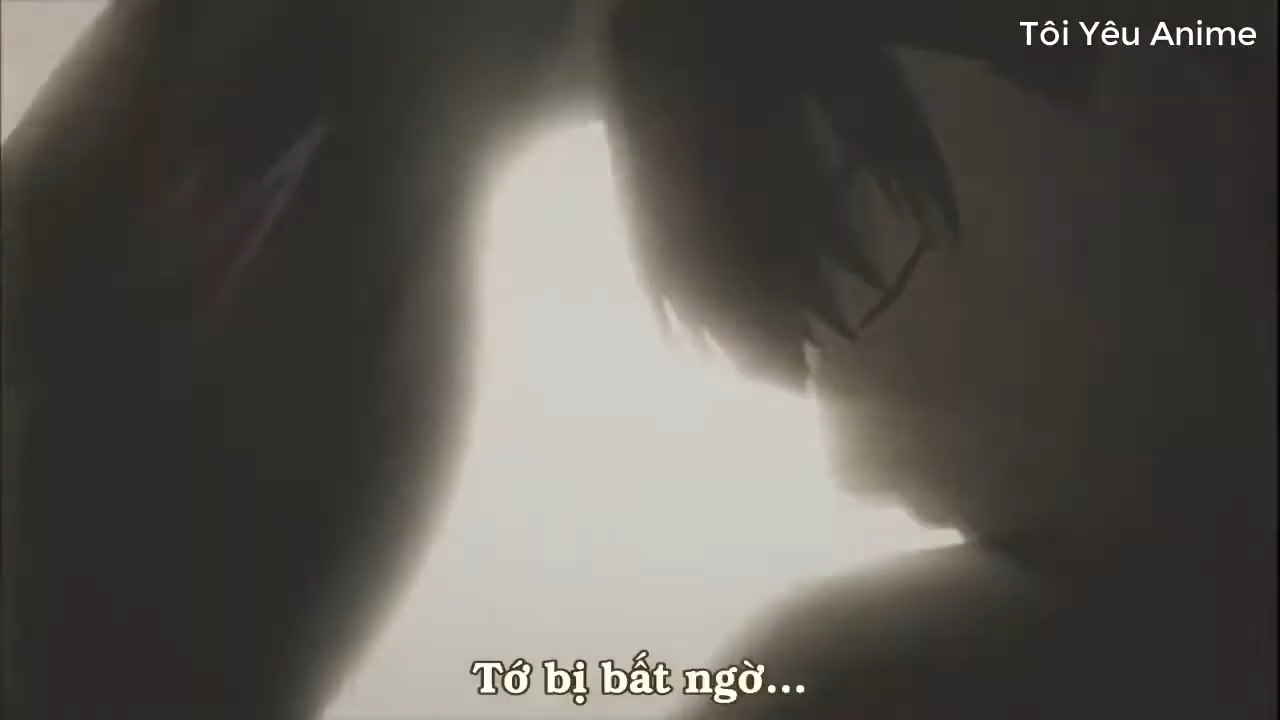 Tôi Yêu Anime
Tớ bị bất ngờ...